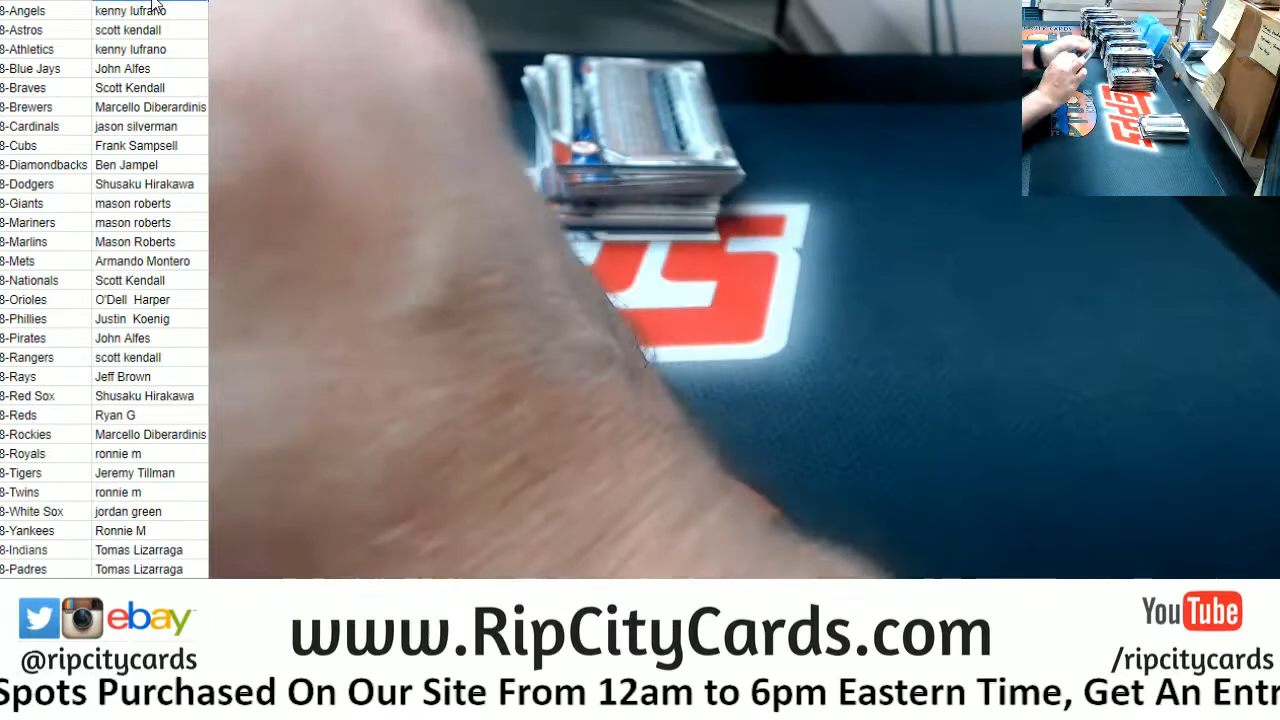 8-Angels kenny lufrano
8-Astros scott kendall
8-Athletics kenny lufrano
8-Blue Jays John Alfes
8-Braves Scott Kendall
8-Brewers Marcello Diberardinis
8-Cardinals jason silverman
8-Cubs Frank Sampsell
8-Diamondbacks Ben Jampel
8-Dodgers Shusaku Hirakawa
8-Giants mason roberts
8-Mariners mason roberts
8-Marlins Mason Roberts
8-Mets Armando Montero
8-Nationals Scott Kendall
8-Orioles O'Dell Harper
8-Phillies Justin Koenig
8-Pirates John Alfes
8-Rangers scott kendall
8-Rays Jeff Brown
8-Red Sox Shusaku Hirakawa
8-Reds Ryan G
8-Rockies Marcello Diberardinis
8-Royals ronnie m
8-Tigers Jeremy Tillman
8-Twins ronnie m
8-White Sox jordan green
8-Yankees Ronnie M
8-Indians Tomas Lizarraga
8-Padres Tomas Lizarraga
topps
ebay
@ripcitycards
www.RipCityCards.com
YouTube
/ripcitycards
Spots Purchased On Our Site From 12am to 6pm Eastern Time, Get An Entr